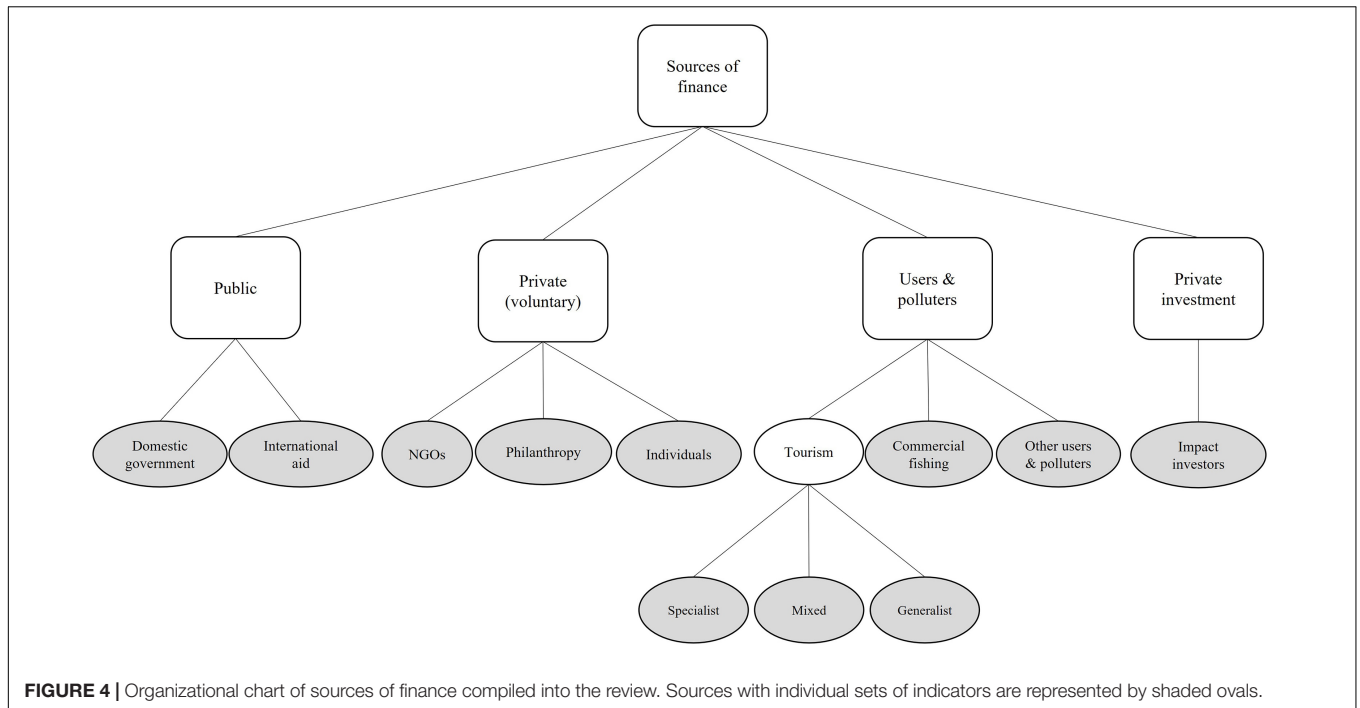 Sources of
finance
Public
Private
(voluntary)
Users &
polluters
Private
investment
Domestic
government
International
aid
NGOs
Philanthropy
Individuals
Tourism
Commercial
fishing
Other users
& polluters
Impact
investors
Specialist
Mixed
Generalist
FIGURE 4 | Organizational chart of sources of finance compiled into the review. Sources with individual sets of indicators are represented by shaded ovals.